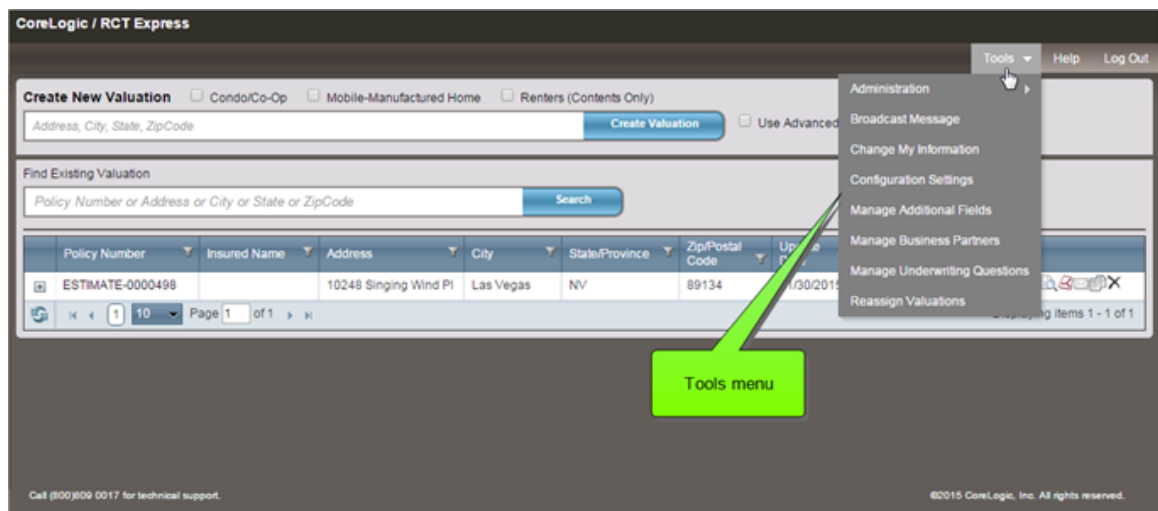 CoreLogic / RCT Express
Tools Help Log Out
Create New Valuation Condo/Co-Op Mobile-Manufactured Home Renters (Contents Only)
Address, City, State, ZipCode Create Valuation Use Advanced
Administration
Broadcast Message
Change My Information
Configuration Settings
Manage Additional Fields
Manage Business Partners
Manage Underwriting Questions
Reassign Valuations
Find Existing Valuation
Policy Number or Address or City or State or ZipCode Search
Policy Number Insured Name Address City State/Province Zip/Postal Code
ESTIMATE-0000498 10248 Singing Wind Pl Las Vegas NV 89134 /30/2015
1 10 Page 1 of 1 items 1 - 1 of 1
Tools menu
Call (800)809 0017 for technical support. ©2015 CoreLogic, Inc. All rights reserved.